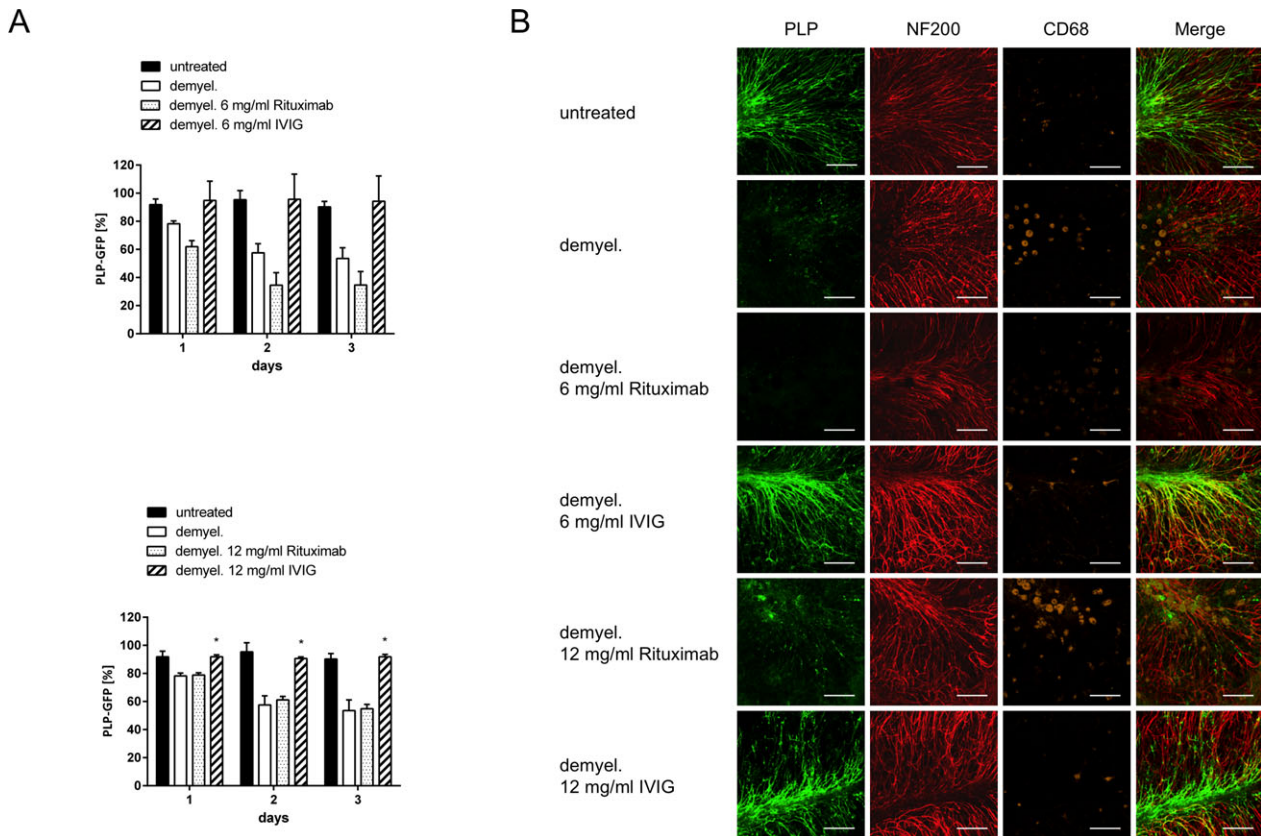 A
untreated
demyel.
demyel. 6 mg/ml Rituximab
demyel. 6 mg/ml IVIG
PLP-GFP [%]
120
100
80
60
40
20
0
1 2 3
days
untreated
demyel.
demyel. 12 mg/ml Rituximab
demyel. 12 mg/ml IVIG
PLP-GFP [%]
120
100
80
60
40
20
0
* * *
1 2 3
days
B
PLP NF200 CD68 Merge
untreated
demyel.
demyel.
6 mg/ml Rituximab
demyel.
6 mg/ml IVIG
demyel.
12 mg/ml Rituximab
demyel.
12 mg/ml IVIG